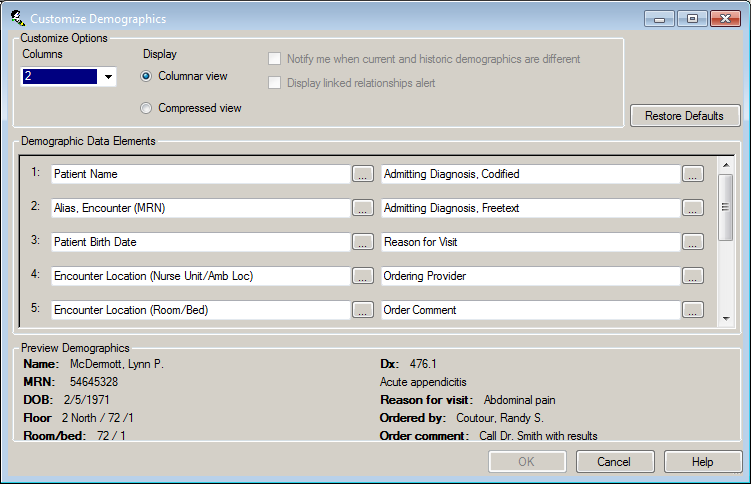 Customize Demographics
Customize Options
Columns
2
Display
Columnar view
Compressed view
Notify me when current and historic demographics are different
Display linked relationships alert
Restore Defaults
Demographic Data Elements
1: Patient Name ... Admitting Diagnosis, Codified ...
2: Alias, Encounter (MRN) ... Admitting Diagnosis, Freetext ...
3: Patient Birth Date ... Reason for Visit ...
4: Encounter Location (Nurse Unit/Amb Loc) ... Ordering Provider ...
5: Encounter Location (Room/Bed) ... Order Comment ...
Preview Demographics
Name: McDermott, Lynn P. Dx: 476.1
MRN: 54645328 Acute appendicitis
DOB: 2/5/1971 Reason for visit: Abdominal pain
Floor 2 North / 72 /1 Ordered by: Coutour, Randy S.
Room/bed: 72 / 1 Order comment: Call Dr. Smith with results
OK Cancel Help